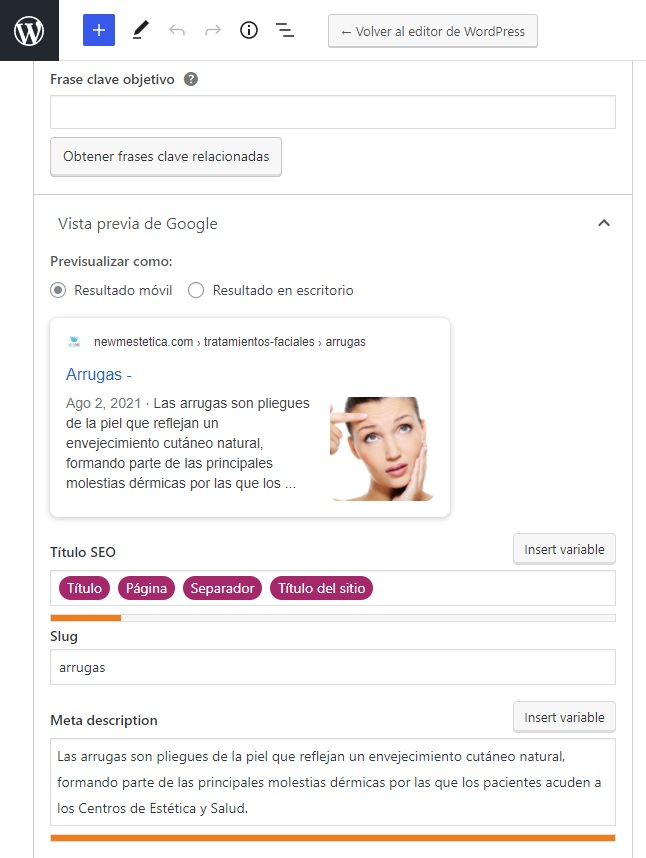 ← Volver al editor de WordPress
Frase clave objetivo ?
Obtener frases clave relacionadas
Vista previa de Google
Previsualizar como:
Resultado móvil Resultado en escritorio
newmestetica.com › tratamientos-faciales › arrugas
Arrugas -
Ago 2, 2021 · Las arrugas son pliegues
de la piel que reflejan un
envejecimiento cutáneo natural,
formando parte de las principales
molestias dérmicas por las que los ...
Título SEO Insert variable
Título Página Separador Título del sitio
Slug
arrugas
Meta description Insert variable
Las arrugas son pliegues de la piel que reflejan un envejecimiento cutáneo natural,
formando parte de las principales molestias dérmicas por las que los pacientes acuden a
los Centros de Estética y Salud.